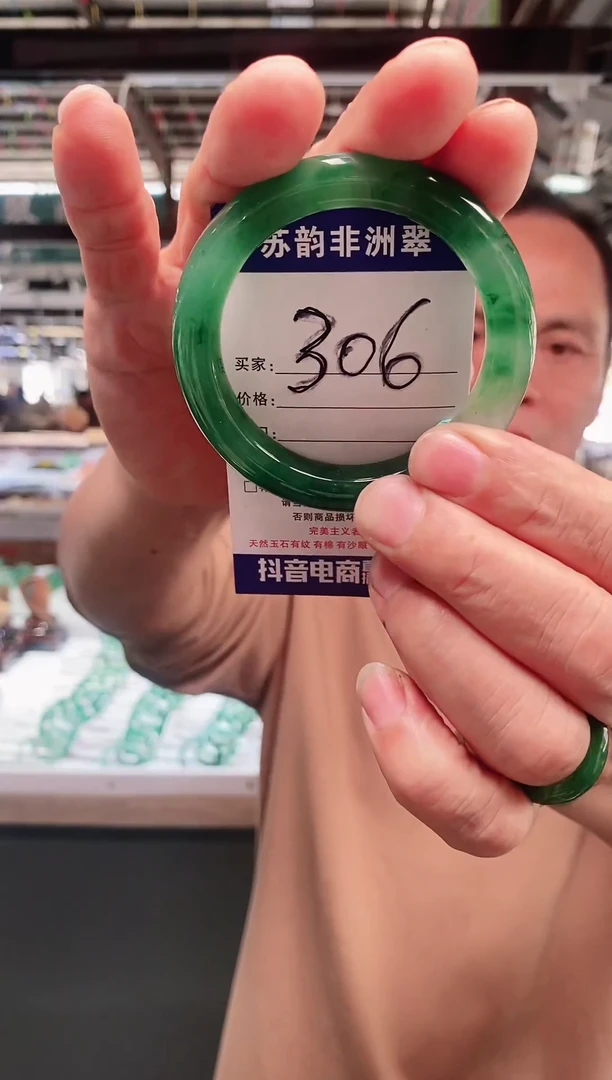 苏韵非洲翠
306
买家:
价格:
否则商品损坏
完美主义者
天然玉石有纹 有棉 有沙眼
抖音电商